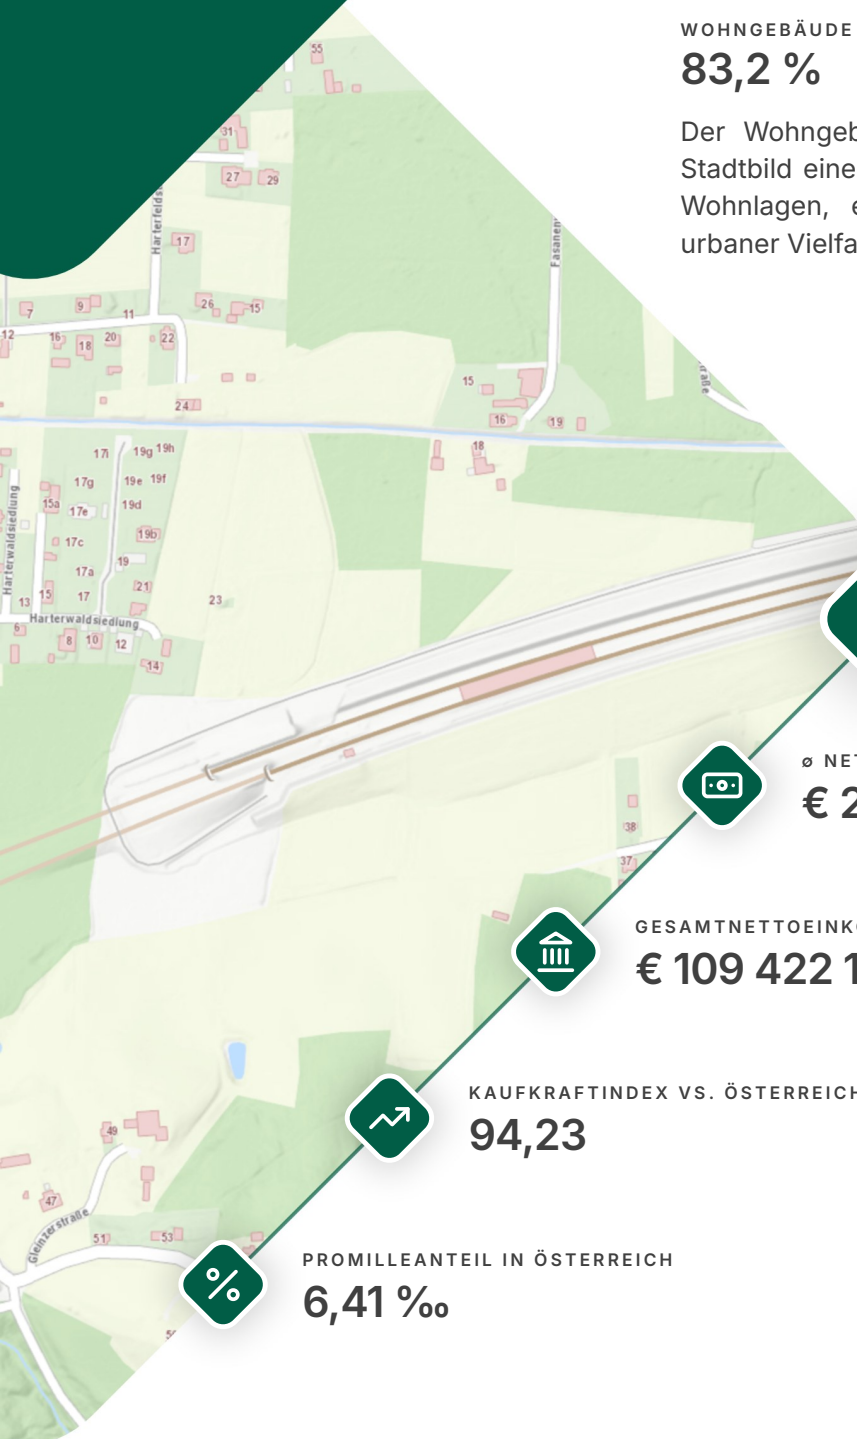 WOHNGEBÄUDE
83,2 %
Der Wohngeb
Stadtbild eine
Wohnlagen, e
urbaner Vielfa
55
31
27
29
Harterfelds
17
Fasanen
7
9
11
26
15
12
16
18
20
22
raße
15
24
16
19
17i
19g
19h
18
17g
19e
19f
15a
17e
19d
Harterwaldsiedlung
17c
19b
19
17a
21
13
15
17
23
6
Harterwaldsiedlung
8
10
12
14
ø NET
€ 2
38
37
GESAMTNETTOEINKO
€ 109 422 1
KAUFKRAFTINDEX VS. ÖSTERREICH
94,23
49
47
Gleinzerstraße
51
53
PROMILLEANTEIL IN ÖSTERREICH
6,41 ‰